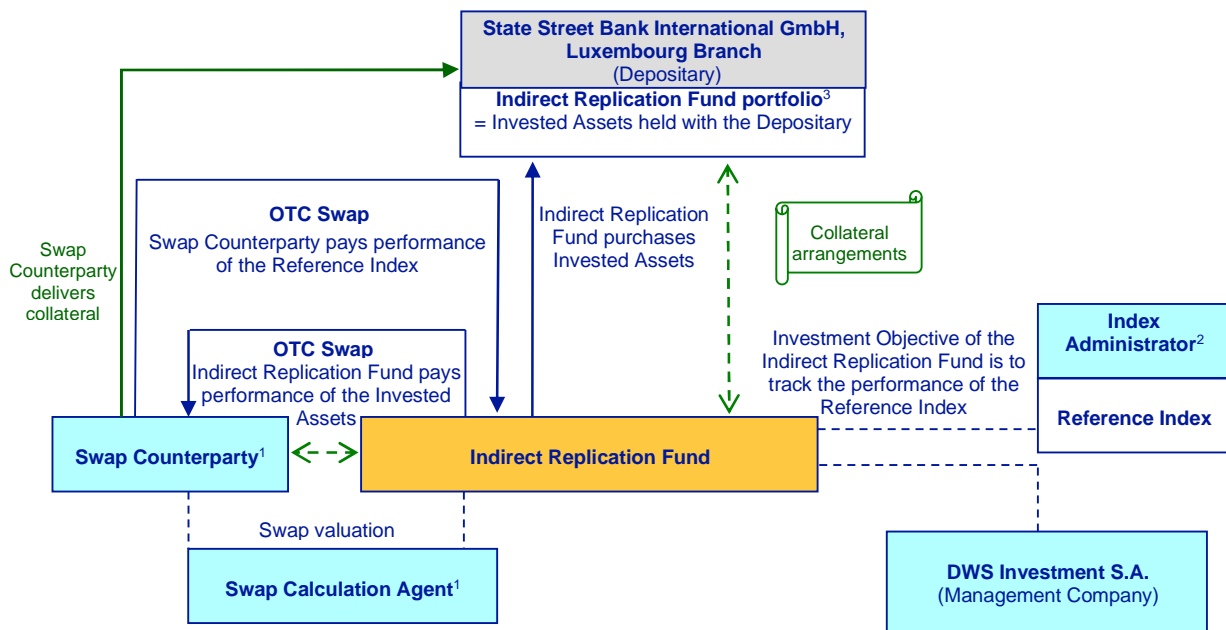 State Street Bank International GmbH,
Luxembourg Branch
(Depositary)
Indirect Replication Fund portfolio³
= Invested Assets held with the Depositary
OTC Swap
Swap Counterparty pays performance
of the Reference Index
Indirect Replication
Fund purchases
Invested Assets
Collateral
arrangements
Swap
Counterparty
delivers
collateral
OTC Swap
Indirect Replication Fund pays
performance of the Invested
Assets
Investment Objective of the
Indirect Replication Fund is to
track the performance of the
Reference Index
Index
Administrator²
Reference Index
Swap Counterparty¹
Indirect Replication Fund
Swap valuation
Swap Calculation Agent¹
DWS Investment S.A.
(Management Company)